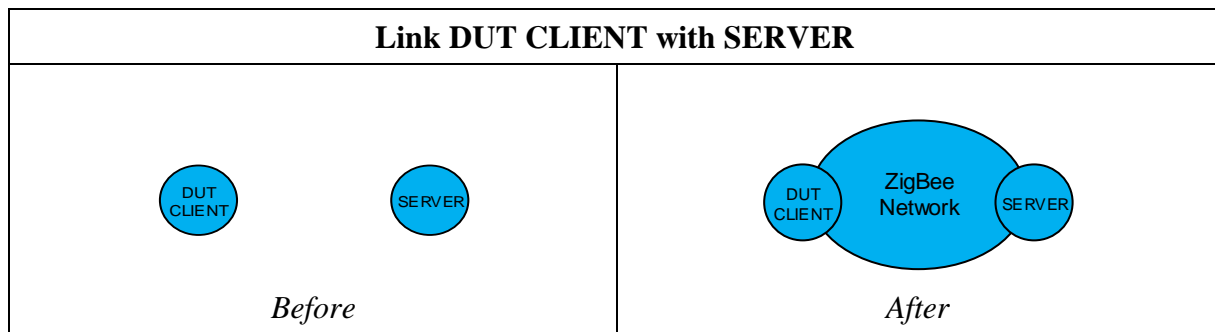 Link DUT CLIENT with SERVER
DUT
CLIENT
SERVER
Before
DUT
CLIENT
ZigBee
Network
SERVER
After